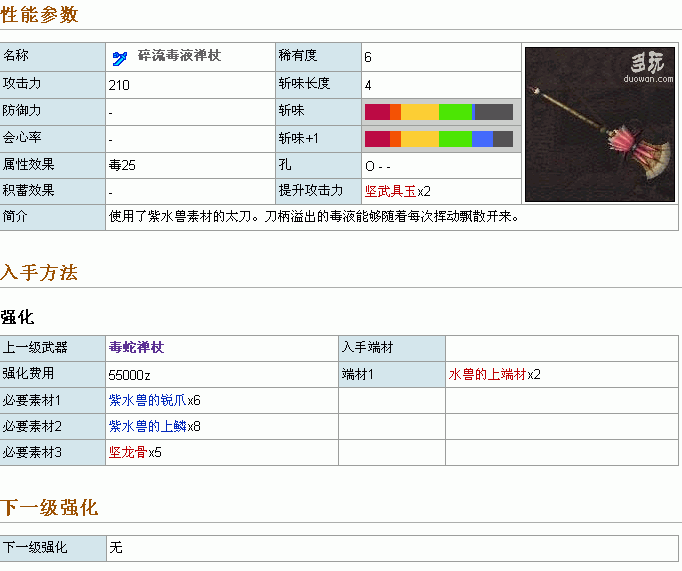 性能参数
名称 碎流毒液禅杖 稀有度 6
攻击力 210 斩味长度 4
防御力 - 斩味
会心率 - 斩味+1
属性效果 毒25 孔 O - -
积蓄效果 - 提升攻击力 坚武具玉x2
多玩
duowan.com
简介 使用了紫水兽素材的太刀。刀柄溢出的毒液能够随着每次挥动飘散开来。
入手方法
强化
上一级武器 毒蛇禅杖 入手端材
强化费用 55000z 端材1 水兽的上端材x2
必要素材1 紫水兽的锐爪x6
必要素材2 紫水兽的上鳞x8
必要素材3 坚龙骨x5
下一级强化
下一级强化 无